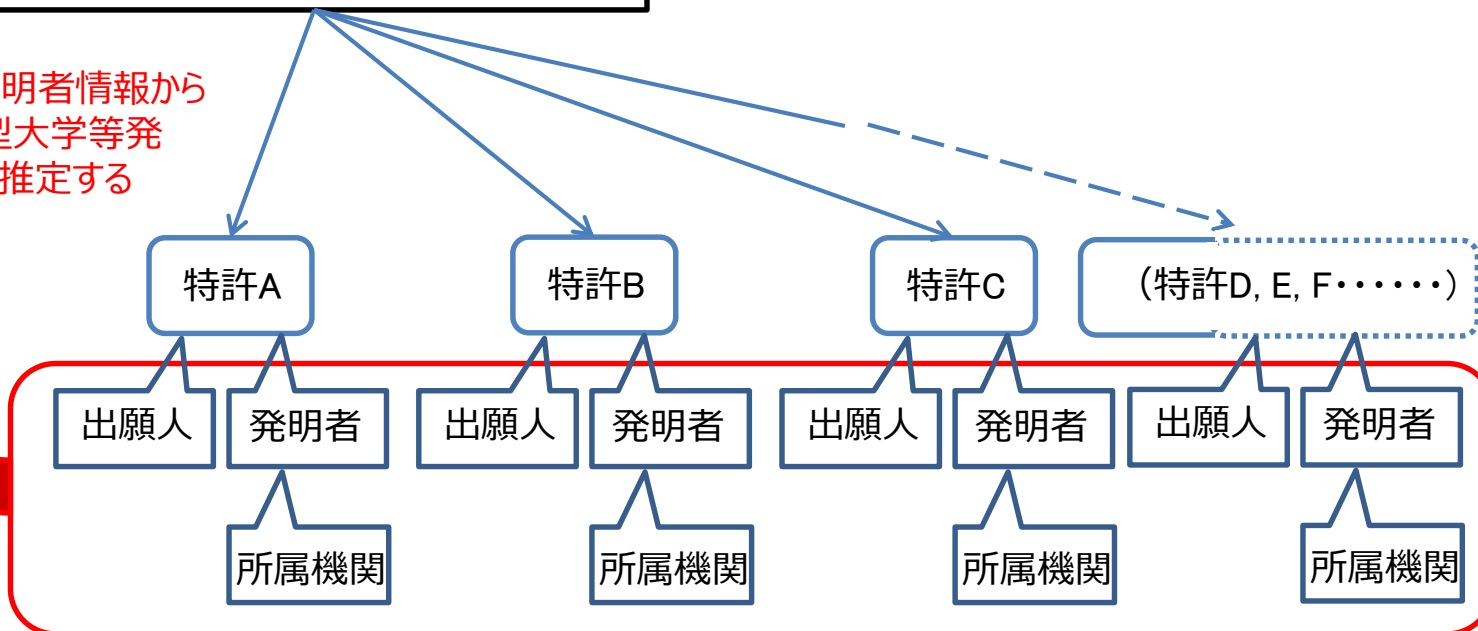 明者情報から
型大学等発
推定する
特許A
特許B
特許C
（特許D, E, F・・・・・・）
出願人
発明者
出願人
発明者
出願人
発明者
出願人
発明者
所属機関
所属機関
所属機関
所属機関